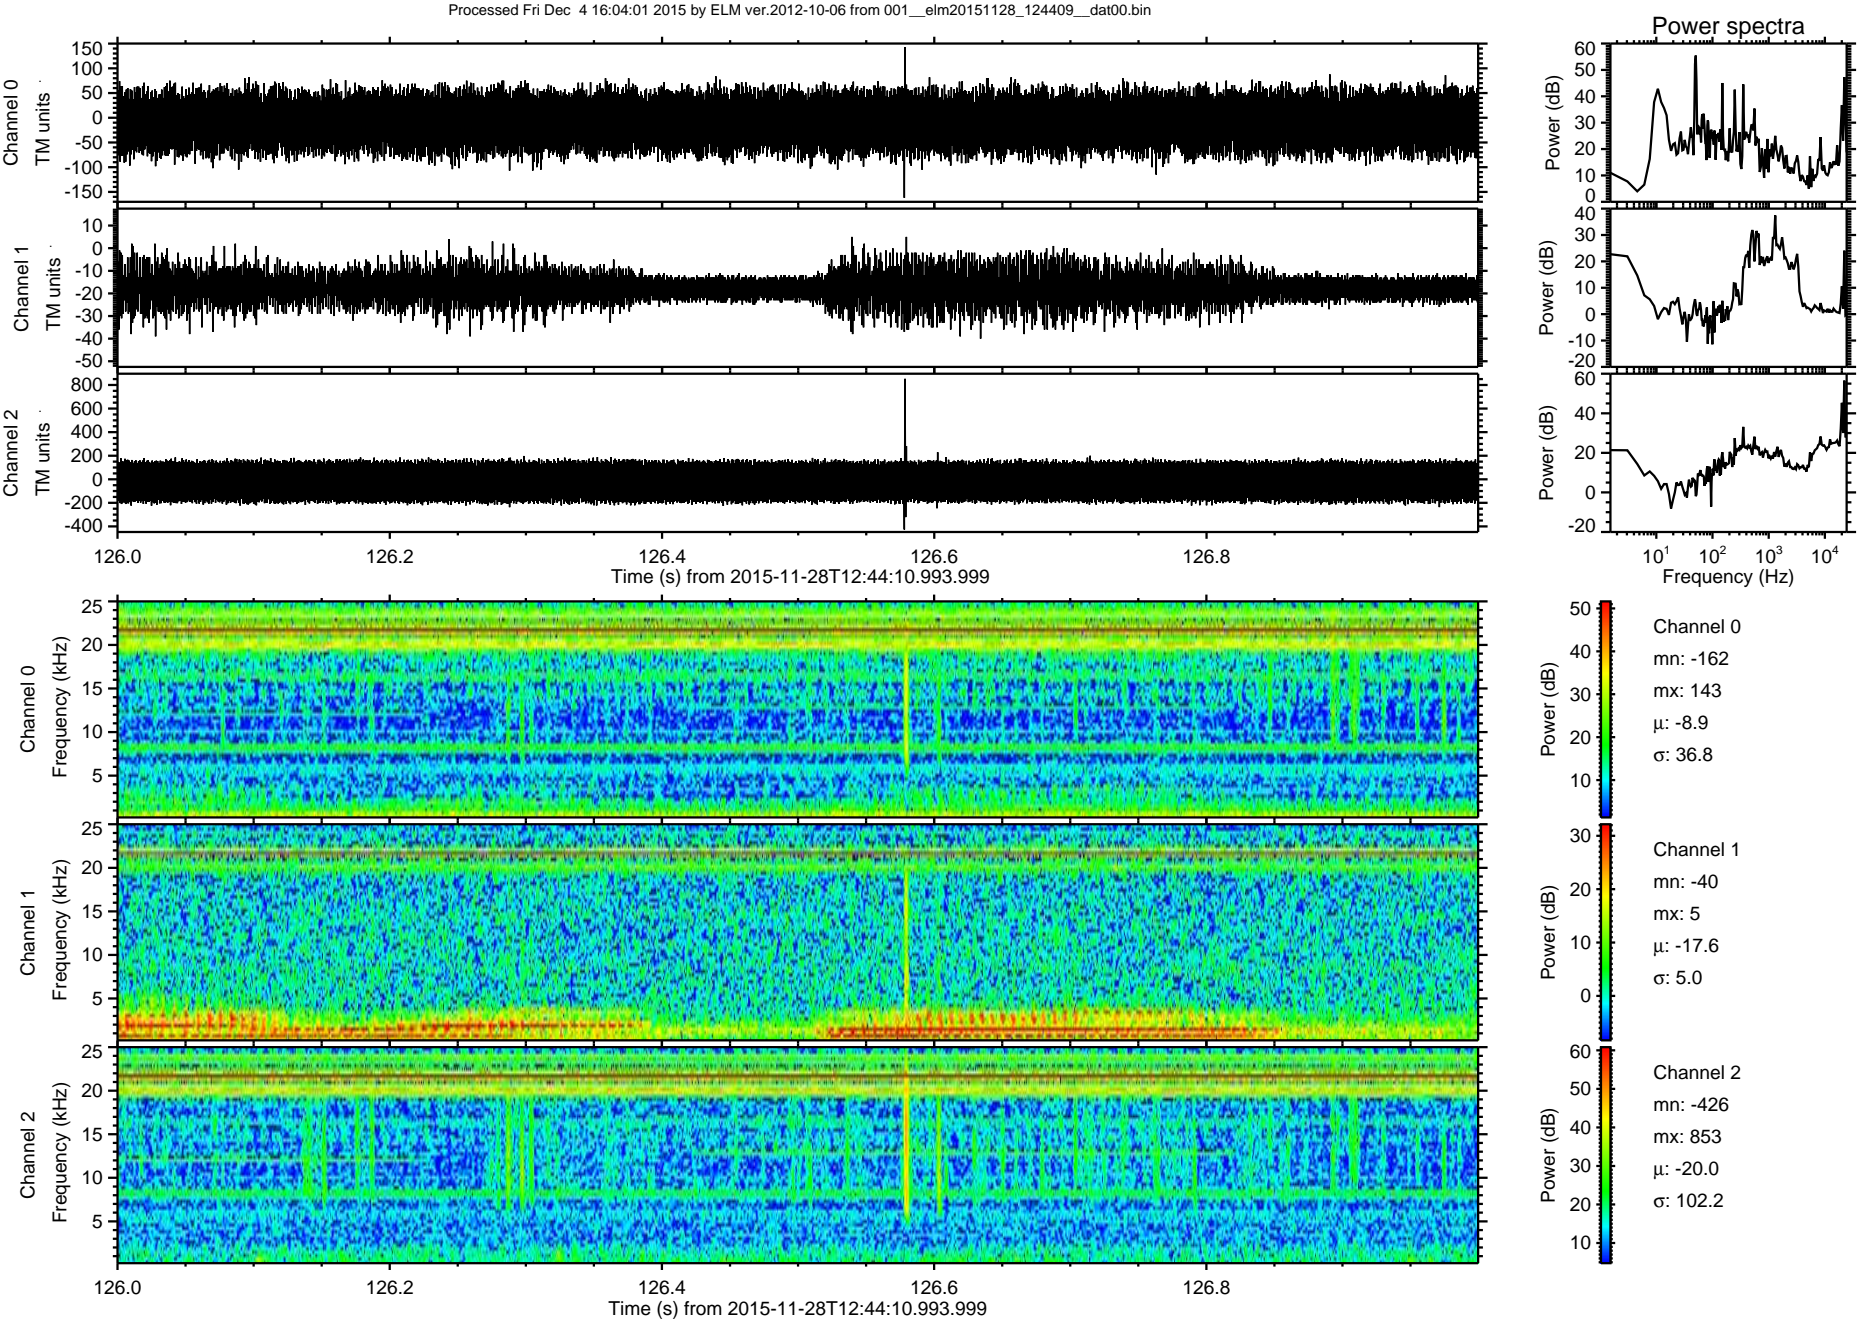 Processed Fri Dec  4 16:04:01 2015 by ELM ver.2012-10-06 from 001__elm20151128_124409__dat00.bin
Power spectra
Channel 0
TM units
150
100
50
0
-50
-100
-150
Power (dB)
60
50
40
30
20
10
0
Channel 1
TM units
10
0
-10
-20
-30
-40
-50
Power (dB)
40
30
20
10
0
-10
-20
Channel 2
TM units
800
600
400
200
0
-200
-400
Power (dB)
60
40
20
0
-20
126.0 126.2 126.4 126.6 126.8
Time (s) from 2015-11-28T12:44:10.993.999
10^1 10^2 10^3 10^4
Frequency (Hz)
Channel 0
Frequency (kHz)
25
20
15
10
5
Power (dB)
50
40
30
20
10
Channel 0
mn: -162
mx: 143
μ: -8.9
σ: 36.8
Channel 1
Frequency (kHz)
25
20
15
10
5
Power (dB)
30
20
10
0
Channel 1
mn: -40
mx: 5
μ: -17.6
σ: 5.0
Channel 2
Frequency (kHz)
25
20
15
10
5
Power (dB)
60
50
40
30
20
10
Channel 2
mn: -426
mx: 853
μ: -20.0
σ: 102.2
126.0 126.2 126.4 126.6 126.8
Time (s) from 2015-11-28T12:44:10.993.999